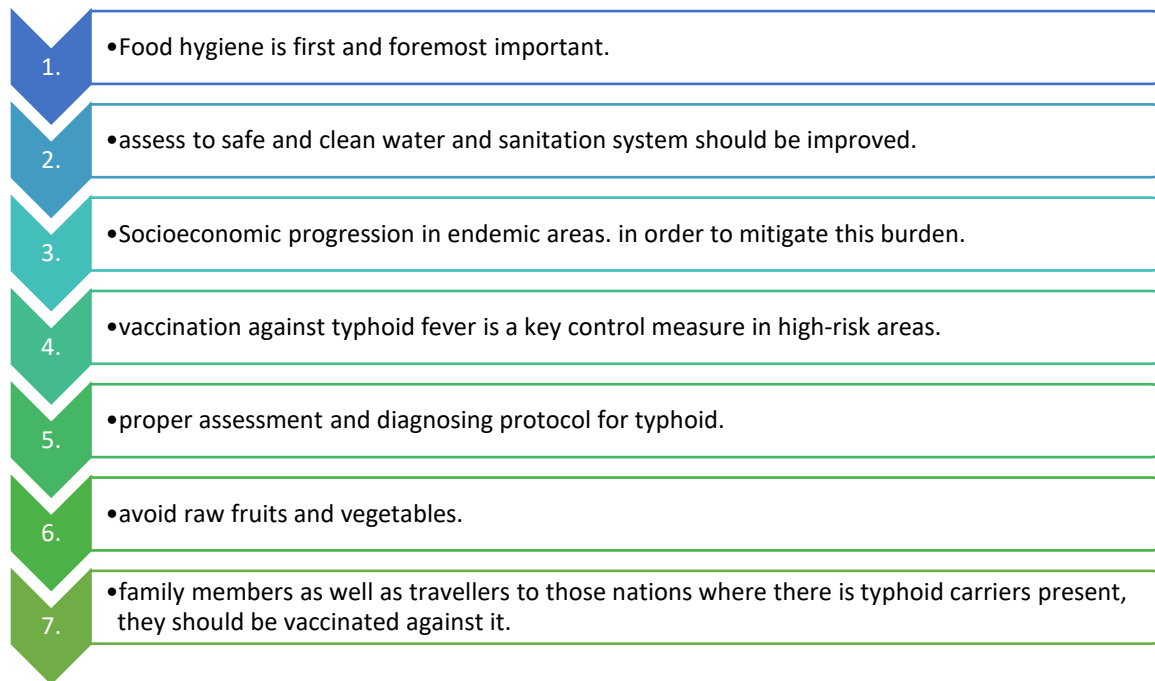 1.
•Food hygiene is first and foremost important.
2.
•assess to safe and clean water and sanitation system should be improved.
3.
•Socioeconomic progression in endemic areas. in order to mitigate this burden.
4.
•vaccination against typhoid fever is a key control measure in high-risk areas.
5.
•proper assessment and diagnosing protocol for typhoid.
6.
•avoid raw fruits and vegetables.
7.
•family members as well as travellers to those nations where there is typhoid carriers present,
they should be vaccinated against it.